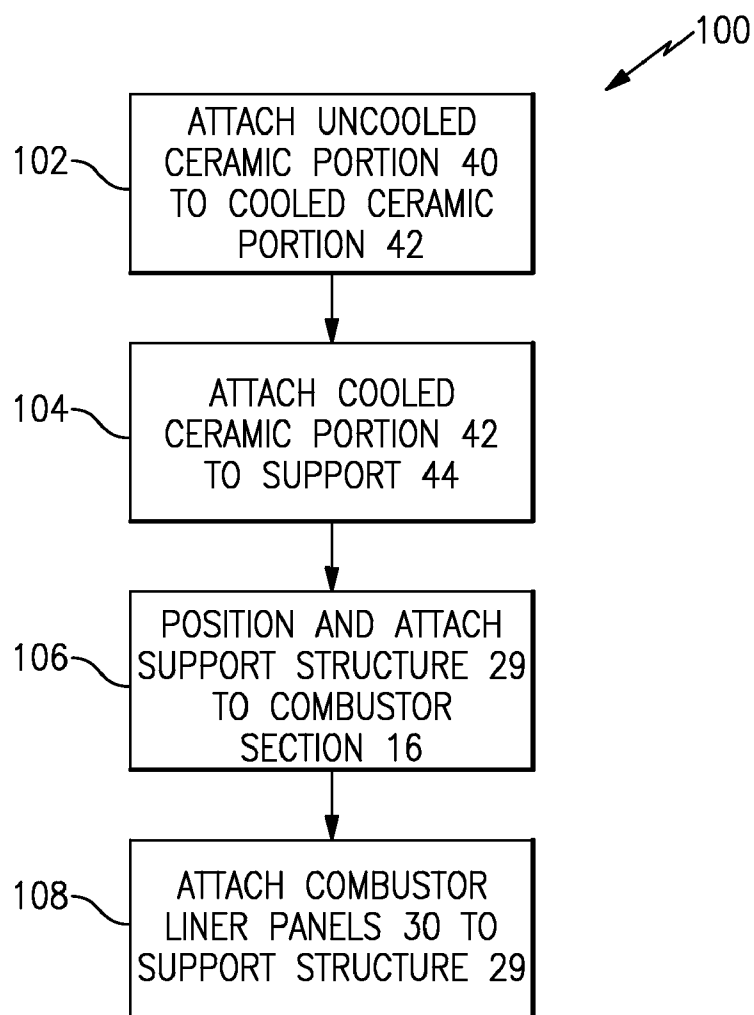 100
102
ATTACH UNCOOLED
CERAMIC PORTION 40
TO COOLED CERAMIC
PORTION 42
104
ATTACH COOLED
CERAMIC PORTION 42
TO SUPPORT 44
106
POSITION AND ATTACH
SUPPORT STRUCTURE 29
TO COMBUSTOR
SECTION 16
108
ATTACH COMBUSTOR
LINER PANELS 30 TO
SUPPORT STRUCTURE 29